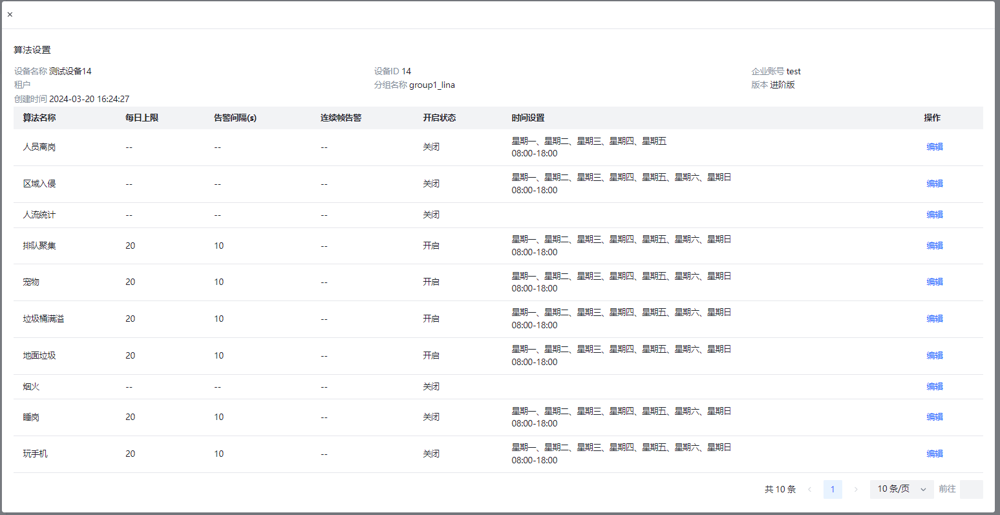 ×
算法设置
设备名称 测试设备14 设备ID 14 企业账号 test
租户 分组名称 group1_lina 版本 进阶版
创建时间 2024-03-20 16:24:27
算法名称 每日上限 告警间隔(s) 连续帧告警 开启状态 时间设置 操作
人员离岗 -- -- -- 关闭 星期一、星期二、星期三、星期四、星期五 编辑
08:00-18:00
区域入侵 -- -- -- 关闭 星期一、星期二、星期三、星期四、星期五、星期六、星期日 编辑
08:00-18:00
人流统计 -- -- -- 关闭 编辑
排队聚集 20 10 -- 开启 星期一、星期二、星期三、星期四、星期五、星期六、星期日 编辑
08:00-18:00
宠物 20 10 -- 开启 星期一、星期二、星期三、星期四、星期五、星期六、星期日 编辑
08:00-18:00
垃圾桶满溢 20 10 -- 开启 星期一、星期二、星期三、星期四、星期五、星期六、星期日 编辑
08:00-18:00
地面垃圾 20 10 -- 开启 星期一、星期二、星期三、星期四、星期五、星期六、星期日 编辑
08:00-18:00
烟火 -- -- -- 关闭 编辑
睡岗 20 10 -- 关闭 星期一、星期二、星期三、星期四、星期五、星期六、星期日 编辑
08:00-18:00
玩手机 20 10 -- 关闭 星期一、星期二、星期三、星期四、星期五、星期六、星期日 编辑
08:00-18:00
共 10 条 1 10 条/页 前往